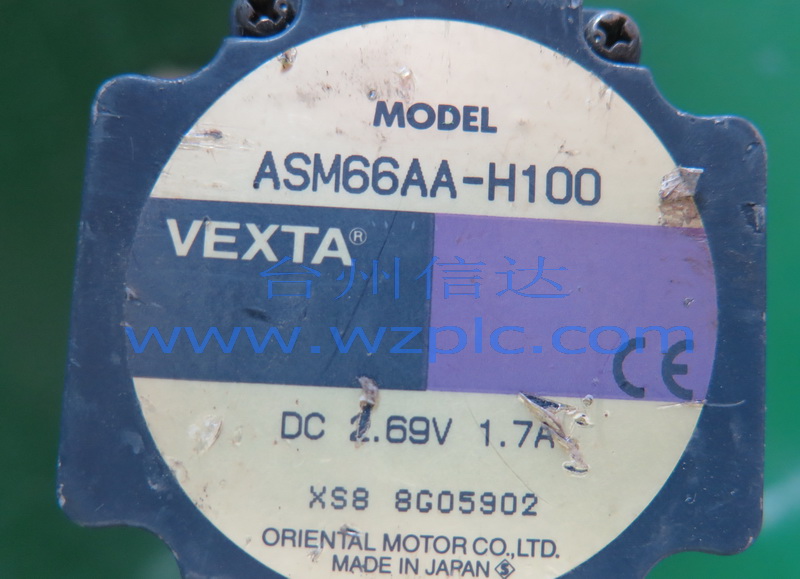 MODEL
ASM66AA-H100
VEXTA®
台州信达
www.wzplc.com
CE
DC 2.69V 1.7A
XS8 8G05902
ORIENTAL MOTOR CO.,LTD.
MADE IN JAPAN